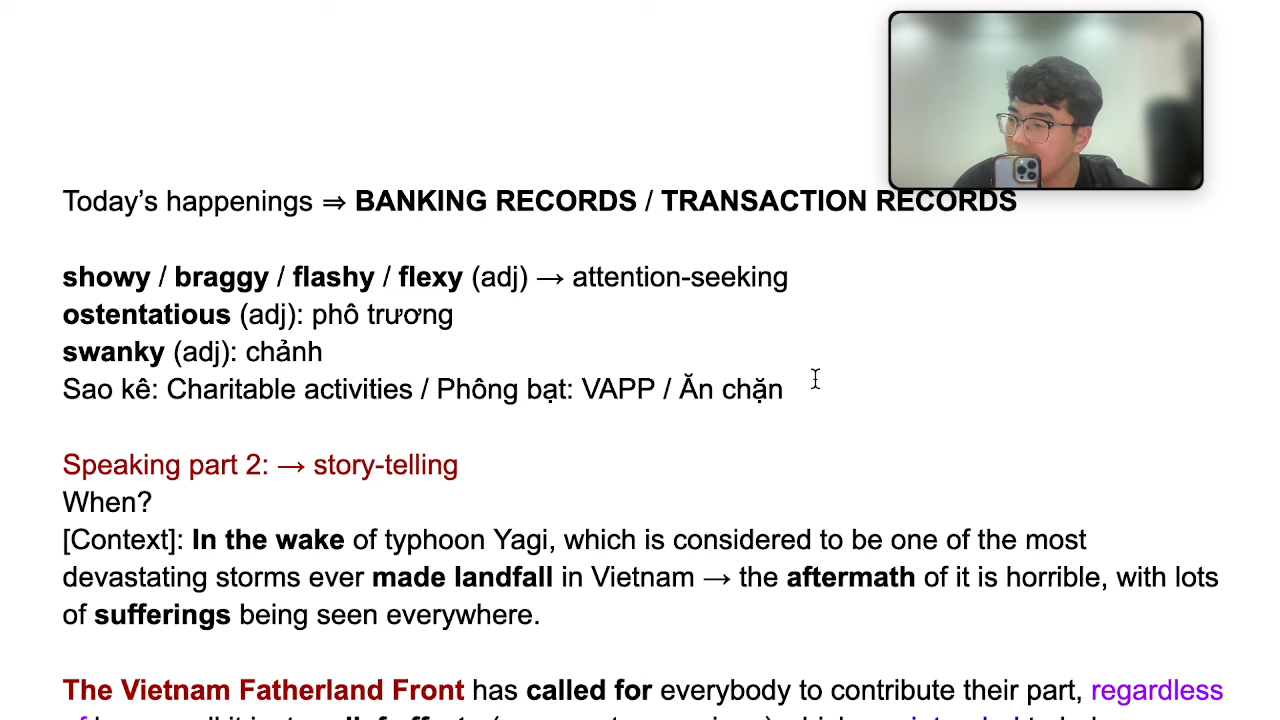 Today’s happenings ⇒ BANKING RECORDS / TRANSACTION RECORDS
showy / braggy / flashy / flexy (adj) → attention-seeking
ostentatious (adj): phô trương
swanky (adj): chảnh
Sao kê: Charitable activities / Phông bạt: VAPP / Ăn chặn
Speaking part 2: → story-telling
When?
[Context]: In the wake of typhoon Yagi, which is considered to be one of the most
devastating storms ever made landfall in Vietnam → the aftermath of it is horrible, with lots
of sufferings being seen everywhere.
The Vietnam Fatherland Front has called for everybody to contribute their part, regardless